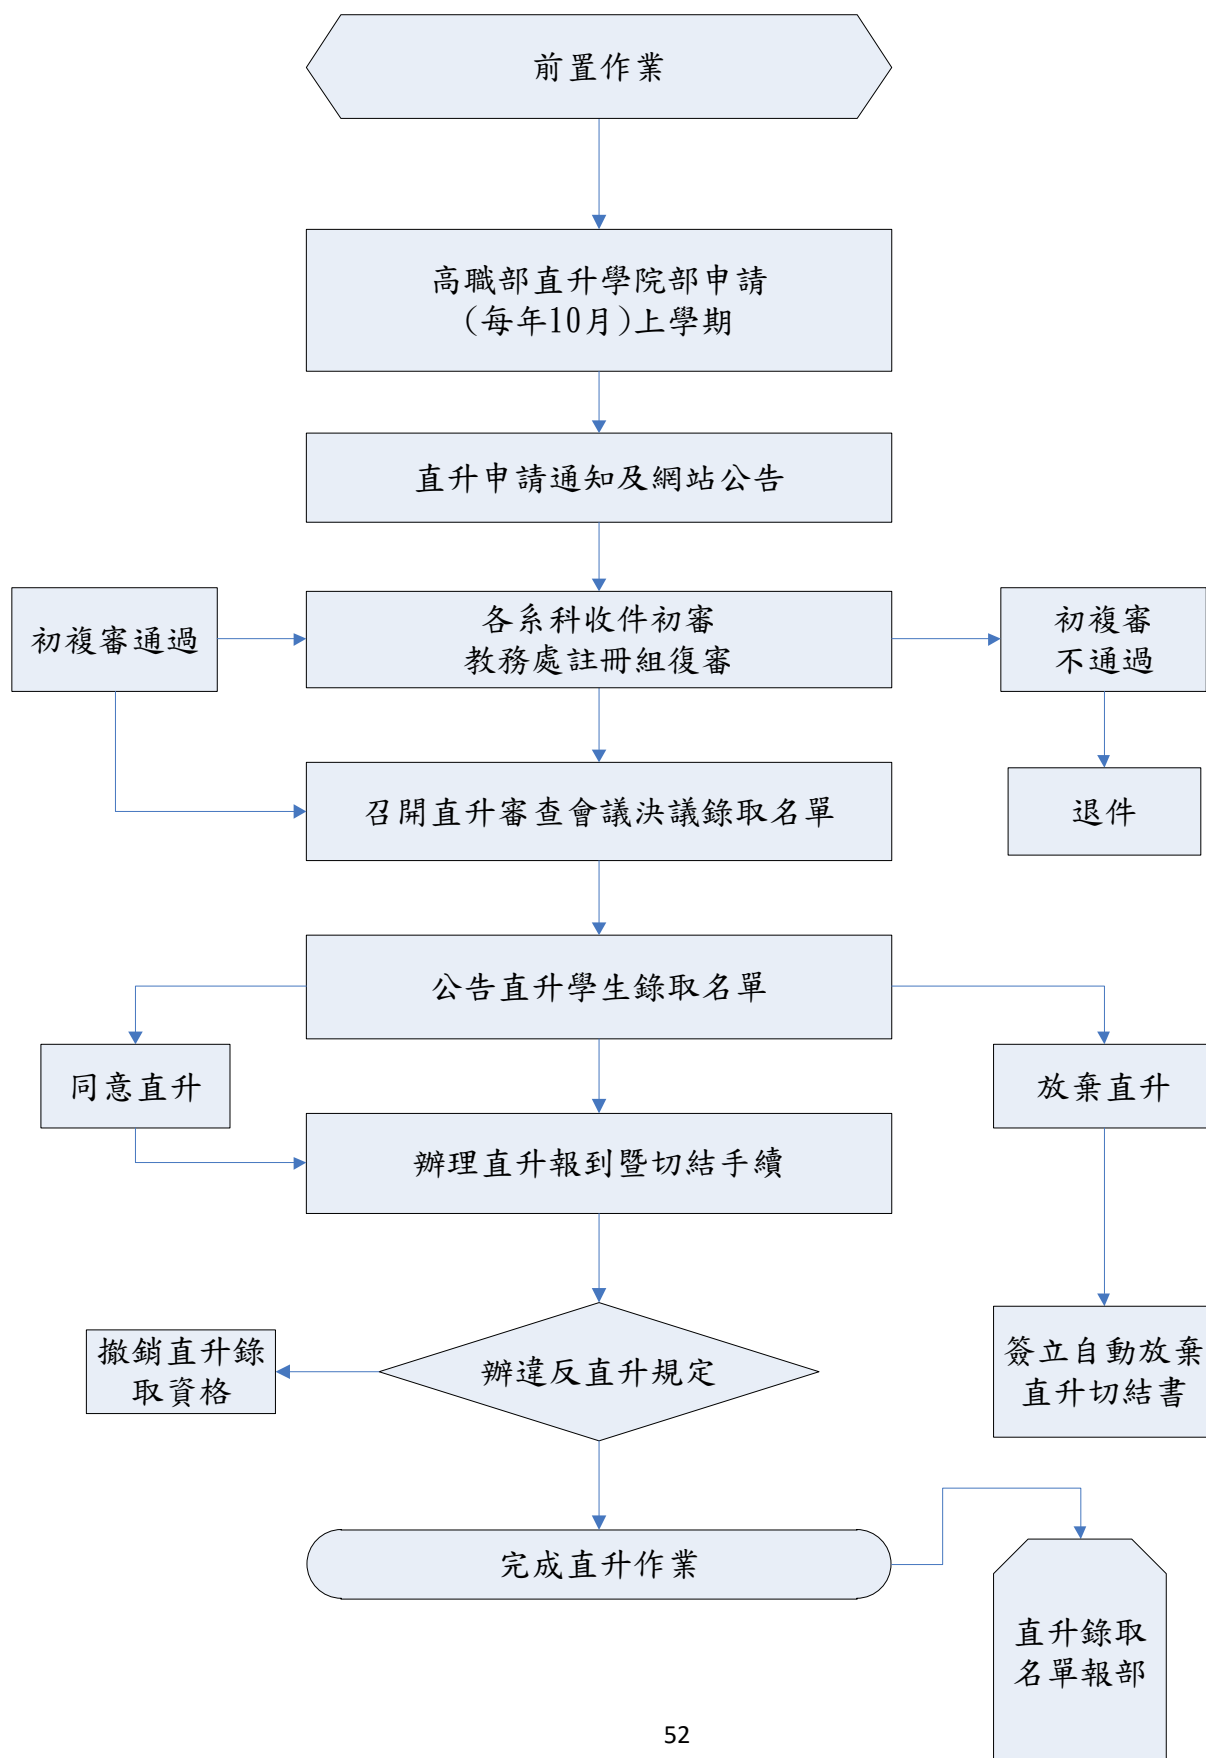 前置作業
高職部直升學院部申請
(每年10月)上學期
直升申請通知及網站公告
初複審通過
各系科收件初審
教務處註冊組復審
初複審
不通過
召開直升審查會議決議錄取名單
退件
公告直升學生錄取名單
同意直升
放棄直升
辦理直升報到暨切結手續
撤銷直升錄
取資格
辦違反直升規定
簽立自動放棄
直升切結書
完成直升作業
直升錄取
名單報部
52